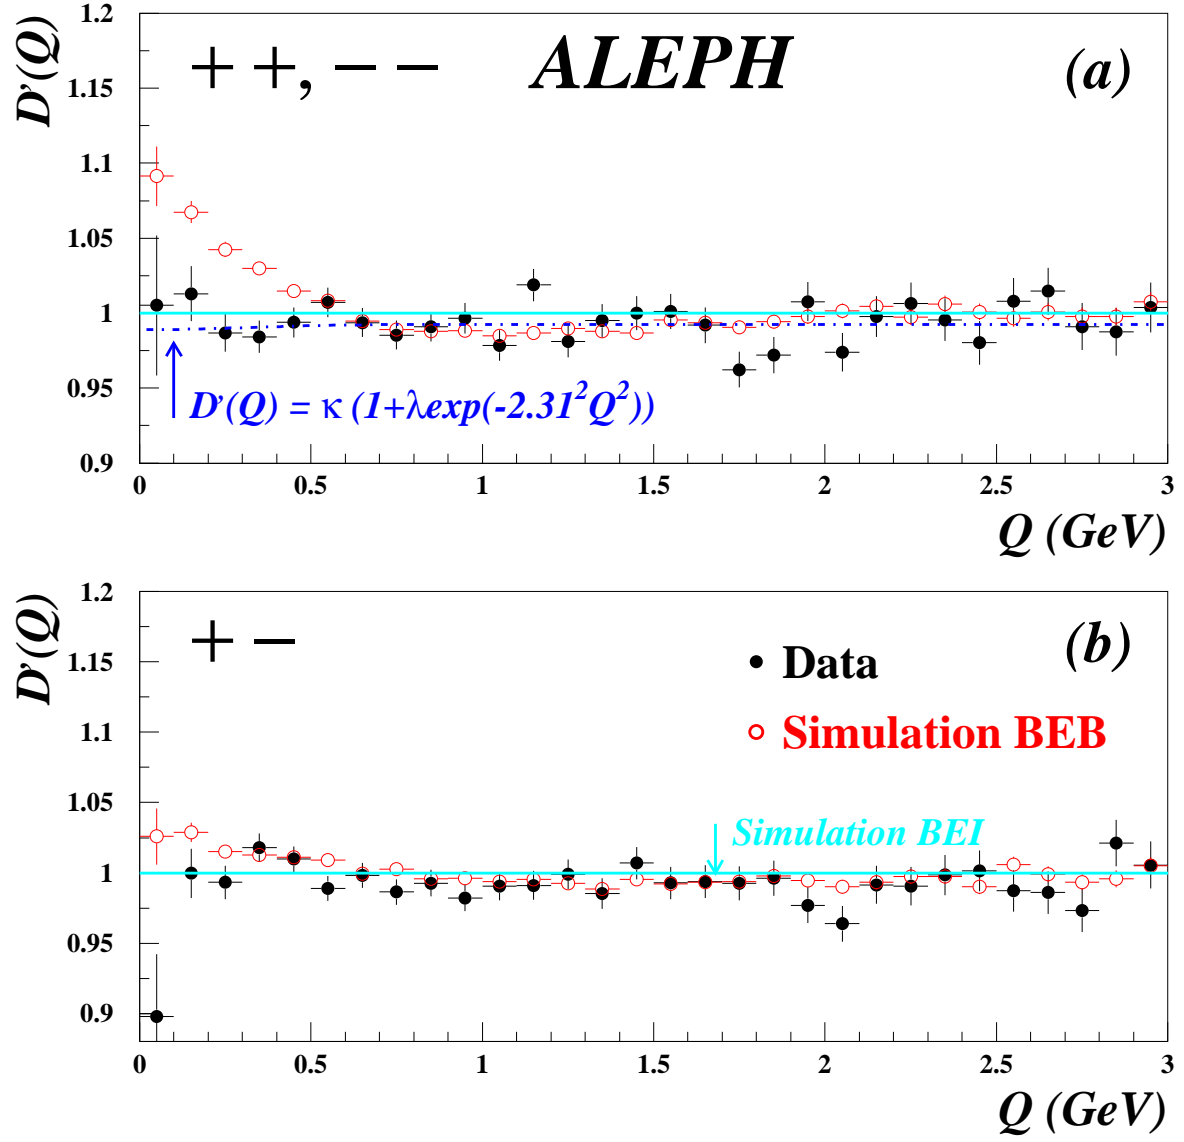 D’(Q)
1.2
1.15
1.1
1.05
1
0.95
0.9
+ +, – – ALEPH (a)
D’(Q) = κ (1+λexp(-2.31²Q²))
0 0.5 1 1.5 2 2.5 3
Q (GeV)
D’(Q)
1.2
1.15
1.1
1.05
1
0.95
0.9
+ – (b)
Data
Simulation BEB
Simulation BEI
0 0.5 1 1.5 2 2.5 3
Q (GeV)